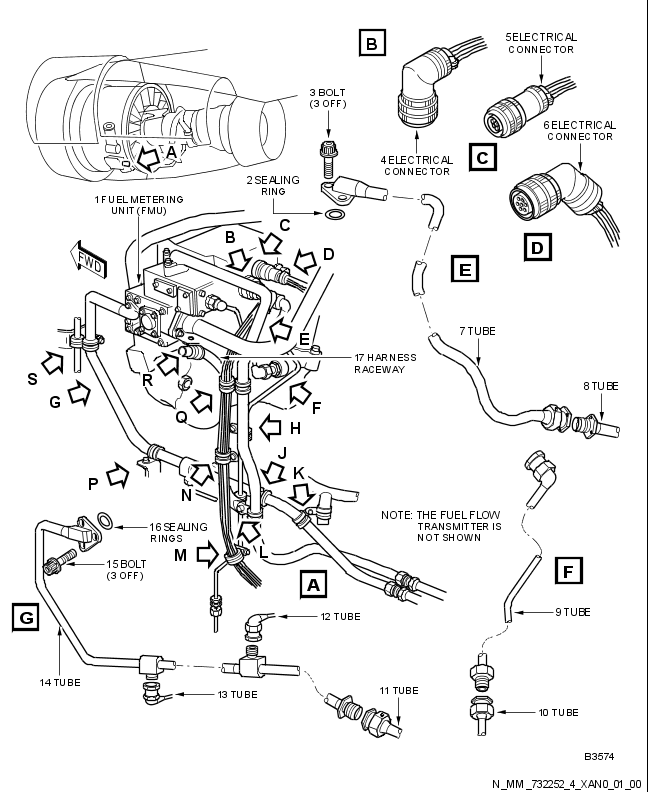 B
5 ELECTRICAL
CONNECTOR
3 BOLT
(3 OFF)
6 ELECTRICAL
CONNECTOR
A
4 ELECTRICAL
CONNECTOR
C
2 SEALING
RING
1 FUEL METERING
UNIT (FMU)
B
C
D
D
FWD
E
E
7 TUBE
S
R
17 HARNESS
RACEWAY
G
Q
F
8 TUBE
H
J
K
P
N
NOTE: THE FUEL FLOW
TRANSMITTER IS
NOT SHOWN
16 SEALING
RINGS
M
L
15 BOLT
(3 OFF)
A
F
G
12 TUBE
9 TUBE
14 TUBE
13 TUBE
11 TUBE
10 TUBE
B3574
N_MM_732252_4_XAN0_01_00